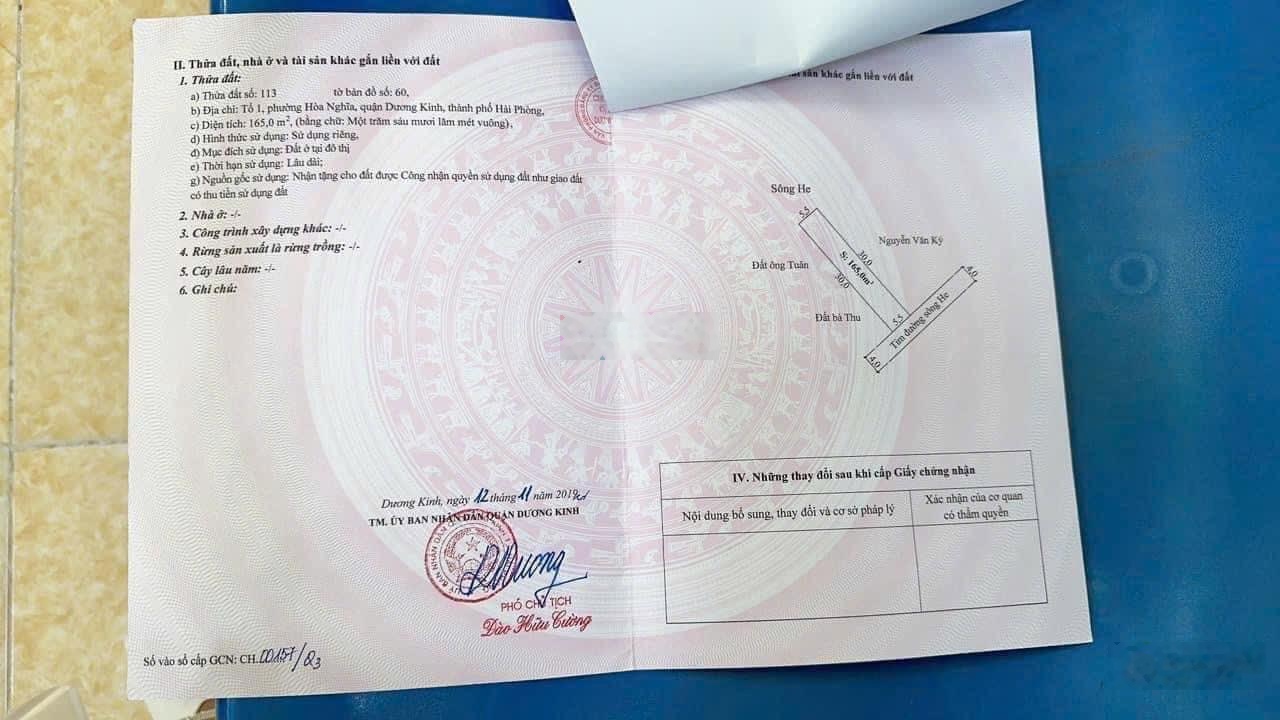 II. Thửa đất, nhà ở và tài sản khác gắn liền với đất
1. Thửa đất:
a) Thửa đất số: 113 tờ bản đồ số: 60,
b) Địa chỉ: Tổ 1, phường Hòa Nghĩa, quận Dương Kinh, thành phố Hải Phòng,
c) Diện tích: 165,0 m², (bằng chữ: Một trăm sáu mươi lăm mét vuông),
d) Hình thức sử dụng: Sử dụng riêng,
đ) Mục đích sử dụng: Đất ở tại đô thị
e) Thời hạn sử dụng: Lâu dài;
g) Nguồn gốc sử dụng: Nhận tặng cho đất được Công nhận quyền sử dụng đất như giao đất
có thu tiền sử dụng đất
2. Nhà ở: -/-
3. Công trình xây dựng khác: -/-
4. Rừng sản xuất là rừng trồng: -/-
5. Cây lâu năm: -/-
6. Ghi chú:
Dương Kinh, ngày 12 tháng 11 năm 2019
TM. ỦY BAN NHÂN DÂN QUẬN DƯƠNG KINH
PHÓ CHỦ TỊCH
Đào Hữu Cường
Số vào sổ cấp GCN: CH.
sản khác gắn liền với đất
Sông He
5,5
Nguyễn Văn Ký
30,0
S: 165,0m²
Đất ông Tuân
30,0
4,0
Đất bà Thu
5,5
Tim đường sông He
4,0
IV. Những thay đổi sau khi cấp Giấy chứng nhận
Nội dung bổ sung, thay đổi và cơ sở pháp lý
Xác nhận của cơ quan
có thẩm quyền